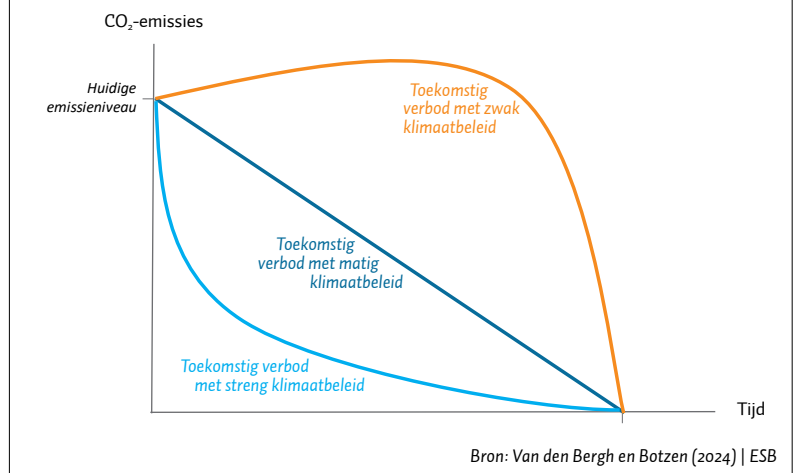 CO₂-emissies
Huidige
emissieniveau
Toekomstig
verbod met zwak
klimaatbeleid
Toekomstig
verbod met matig
klimaatbeleid
Toekomstig verbod
met streng klimaatbeleid
Tijd
Bron: Van den Bergh en Botzen (2024) | ESB